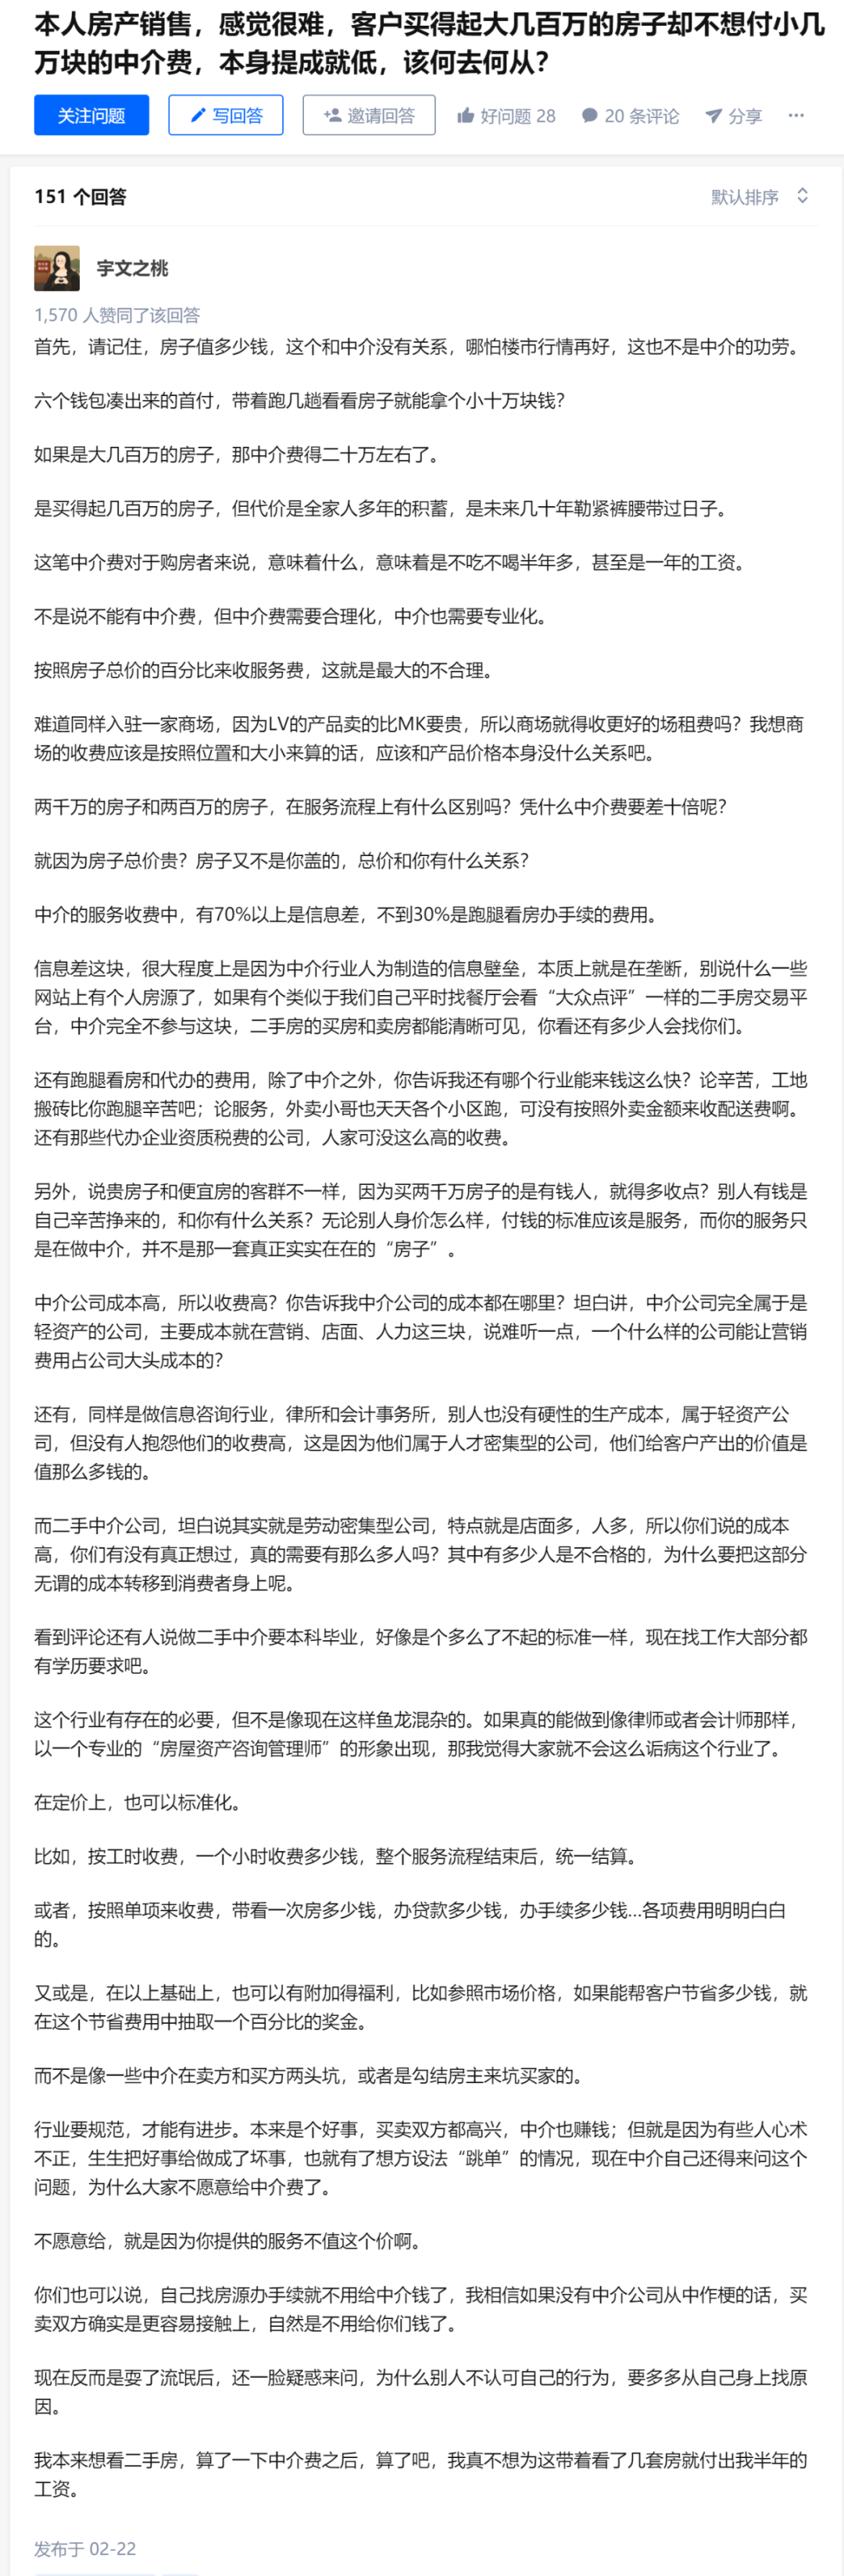 本人房产销售，感觉很难，客户买得起大几百万的房子却不想付小几
万块的中介费，本身提成就低，该何去何从？
关注问题 写回答 邀请回答 好问题 28 20 条评论 分享 ···
151 个回答 默认排序
宇文之桃
1,570 人赞同了该回答
首先，请记住，房子值多少钱，这个和中介没有关系，哪怕楼市行情再好，这也不是中介的功劳。
六个钱包凑出来的首付，带着跑几趟看看房子就能拿个小十万块钱？
如果是大几百万的房子，那中介费得二十万左右了。
是买得起几百万的房子，但代价是全家人多年的积蓄，是未来几十年勒紧裤腰带过日子。
这笔中介费对于购房者来说，意味着什么，意味着是不吃不喝半年多，甚至是一年的工资。
不是说不能有中介费，但中介费需要合理化，中介也需要专业化。
按照房子总价的百分比来收服务费，这就是最大的不合理。
难道同样入驻一家商场，因为LV的产品卖的比MK要贵，所以商场就得收更好的场租费吗？我想商
场的收费应该是按照位置和大小来算的话，应该和产品价格本身没什么关系吧。
两千万的房子和两百万的房子，在服务流程上有什么区别吗？凭什么中介费要差十倍呢？
就因为房子总价贵？房子又不是你盖的，总价和你有什么关系？
中介的服务收费中，有70%以上是信息差，不到30%是跑腿看房办手续的费用。
信息差这块，很大程度上是因为中介行业人为制造的信息壁垒，本质上就是在垄断，别说什么一些
网站上有个人房源了，如果有个类似于我们自己平时找餐厅会看“大众点评”一样的二手房交易平
台，中介完全不参与这块，二手房的买房和卖房都能清晰可见，你看还有多少人会找你们。
还有跑腿看房和代办的费用，除了中介之外，你告诉我还有哪个行业能来钱这么快？论辛苦，工地
搬砖比你跑腿辛苦吧；论服务，外卖小哥也天天各个小区跑，可没有按照外卖金额来收配送费啊。
还有那些代办企业资质税费的公司，人家可没这么高的收费。
另外，说贵房子和便宜房的客群不一样，因为买两千万房子的是有钱人，就得多收点？别人有钱是
自己辛苦挣来的，和你有什么关系？无论别人身价怎么样，付钱的标准应该是服务，而你的服务只
是在做中介，并不是那一套真正实实在在的“房子”。
中介公司成本高，所以收费高？你告诉我中介公司的成本都在哪里？坦白讲，中介公司完全属于是
轻资产的公司，主要成本就在营销、店面、人力这三块，说难听一点，一个什么样的公司能让营销
费用占公司大头成本的？
还有，同样是做信息咨询行业，律所和会计事务所，别人也没有硬性的生产成本，属于轻资产公
司，但没有人抱怨他们的收费高，这是因为他们属于人才密集型的公司，他们给客户产出的价值是
值那么多钱的。
而二手中介公司，坦白说其实就是劳动密集型公司，特点就是店面多，人多，所以你们说的成本
高，你们有没有真正想过，真的需要有那么多人吗？其中有多少人是不合格的，为什么要把这部分
无谓的成本转移到消费者身上呢。
看到评论还有人说做二手中介要本科毕业，好像是个多么了不起的标准一样，现在找工作大部分都
有学历要求吧。
这个行业有存在的必要，但不是像现在这样鱼龙混杂的。如果真的能做到像律师或者会计师那样，
以一个专业的“房屋资产咨询管理师”的形象出现，那我觉得大家就不会这么诟病这个行业了。
在定价上，也可以标准化。
比如，按工时收费，一个小时收费多少钱，整个服务流程结束后，统一结算。
或者，按照单项来收费，带看一次房多少钱，办贷款多少钱，办手续多少钱...各项费用明明白白
的。
又或是，在以上基础上，也可以有附加得福利，比如参照市场价格，如果能帮客户节省多少钱，就
在这个节省费用中抽取一个百分比的奖金。
而不是像一些中介在卖方和买方两头坑，或者是勾结房主来坑买家的。
行业要规范，才能有进步。本来是个好事，买卖双方都高兴，中介也赚钱；但就是因为有些人心术
不正，生生把好事给做成了坏事，也就有了想方设法“跳单”的情况，现在中介自己还得来问这个
问题，为什么大家不愿意给中介费了。
不愿意给，就是因为你提供的服务不值这个价啊。
你们也可以说，自己找房源办手续就不用给中介钱了，我相信如果没有中介公司从中作梗的话，买
卖双方确实是更容易接触上，自然是不用给你们钱了。
现在反而是耍了流氓后，还一脸疑惑来问，为什么别人不认可自己的行为，要多多从自己身上找原
因。
我本来想看二手房，算了一下中介费之后，算了吧，我真不想为这带着看了几套房就付出我半年的
工资。
发布于 02-22